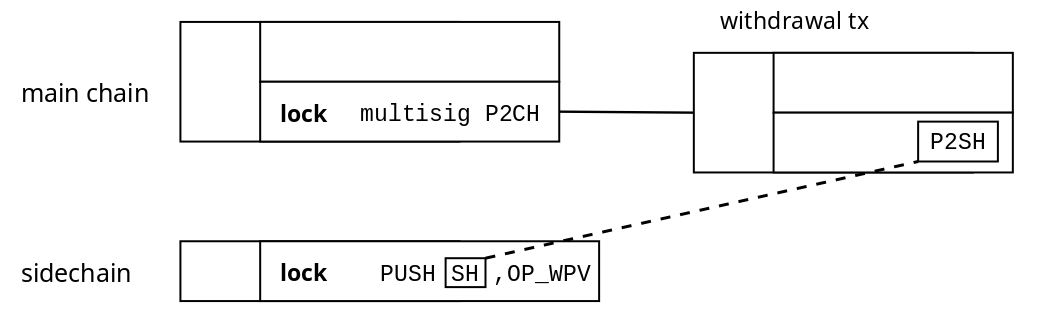 withdrawal tx
main chain
lock multisig P2CH
P2SH
sidechain
lock PUSH SH ,OP_WPV